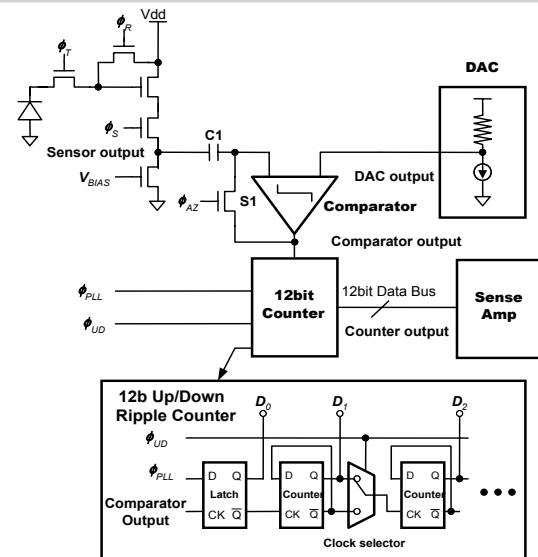 Vdd
ϕR
ϕT
DAC
ϕS
C1
Sensor output
DAC output
VBIAS
S1
ϕAZ
Comparator
Comparator output
ϕPLL
12bit
Counter
12bit Data Bus
Sense
Amp
ϕUD
Counter output
12b Up/Down
Ripple Counter
D0
D1
D2
ϕUD
ϕPLL
D Q
Latch
CK Q̅
D Q
Counter
CK Q̅
D Q
Counter
CK Q̅
Comparator
Output
Clock selector